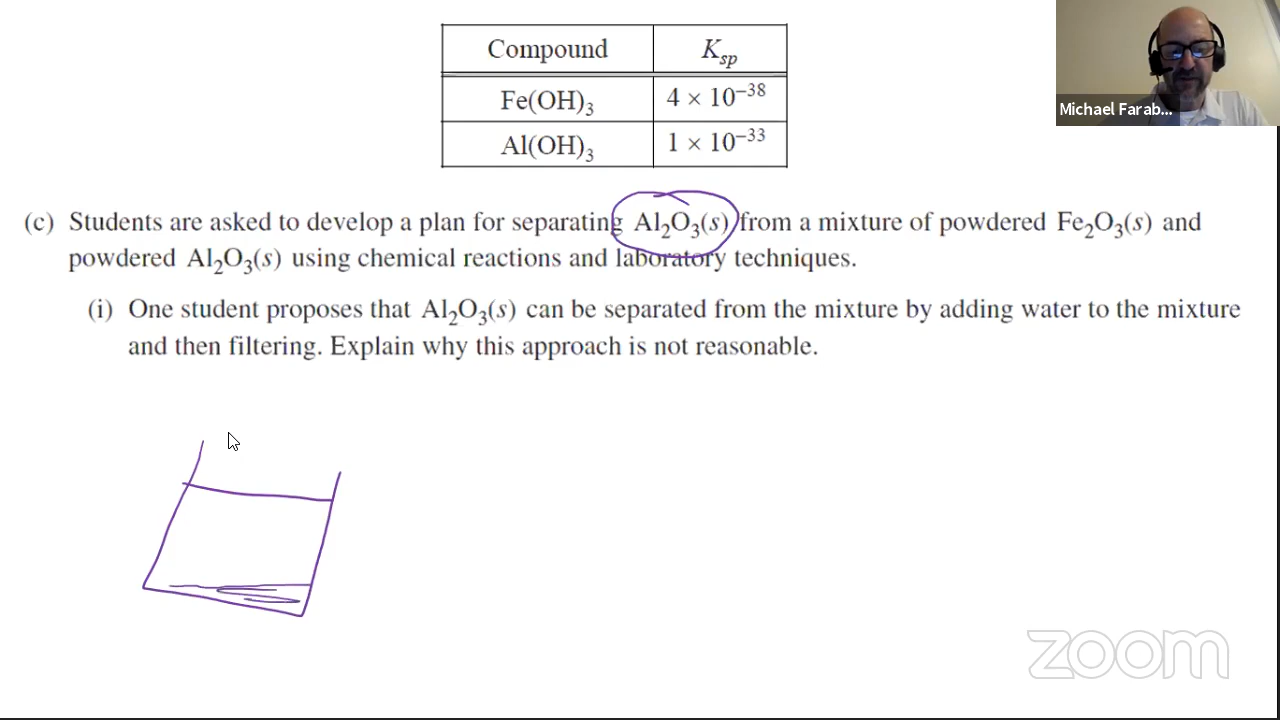 Compound K_sp
Fe(OH)₃ 4 × 10⁻³⁸
Al(OH)₃ 1 × 10⁻³³
Michael Farab...
(c) Students are asked to develop a plan for separating Al₂O₃(s) from a mixture of powdered Fe₂O₃(s) and
powdered Al₂O₃(s) using chemical reactions and laboratory techniques.
(i) One student proposes that Al₂O₃(s) can be separated from the mixture by adding water to the mixture
and then filtering. Explain why this approach is not reasonable.
zoom